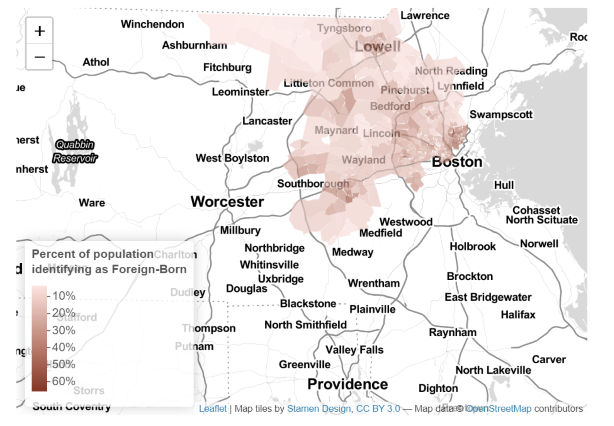 Lawrence
Winchendon
Tyngsboro
+
Ashburnham
Lowell
−
Athol
Fitchburg
North Reading
Littleton Common
Lynnfield
Leominster
Pinehurst
Bedford
Lancaster
Swampscott
Maynard
Lincoln
Quabbin
Reservoir
West Boylston
Wayland
Boston
Southborough
Hull
Ware
Worcester
Cohasset
North Scituate
Westwood
Millbury
Medfield
Norwell
Northbridge
Holbrook
Medway
Percent of population
identifying as Foreign-Born
Charlton
Whitinsville
Uxbridge
Brockton
Wrentham
Douglas
Dudley
East Bridgewater
10%
Blackstone
Plainville
20%
Stafford
Halifax
North Smithfield
30%
Thompson
Raynham
40%
Putnam
Valley Falls
50%
Carver
Greenville
North Lakeville
60%
Providence
Storrs
Dighton
South Coventry
Leaflet | Map tiles by Stamen Design, CC BY 3.0 — Map data © OpenStreetMap contributors